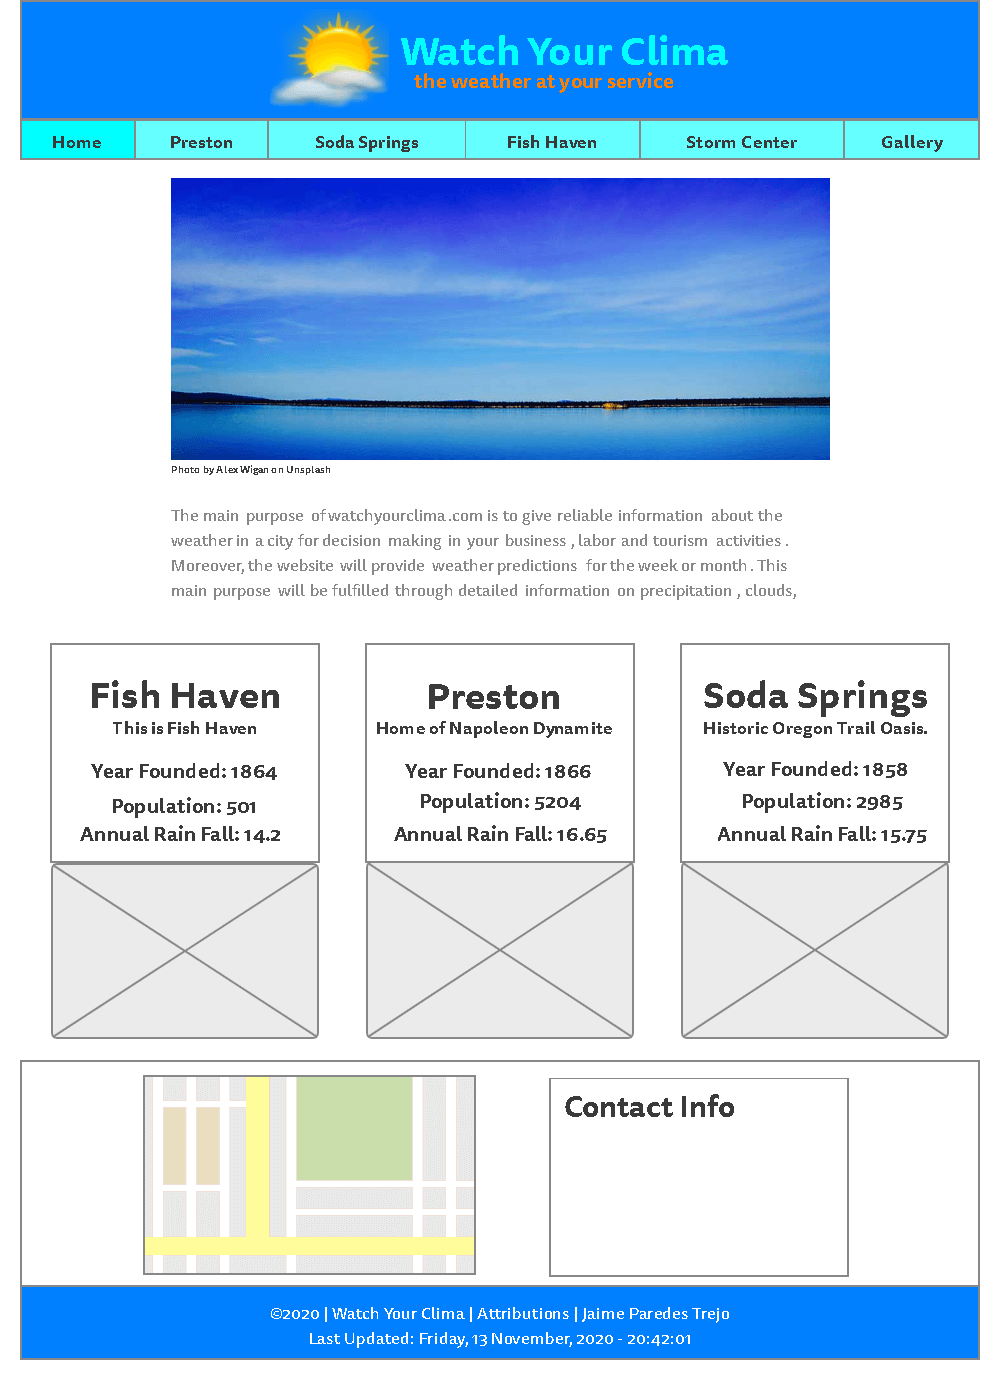 Watch Your Clima
the weather at your service
Home Preston Soda Springs Fish Haven Storm Center Gallery
Photo by Alex Wigan on Unsplash
The main purpose of watchyourclima.com is to give reliable information about the
weather in a city for decision making in your business , labor and tourism activities .
Moreover, the website will provide weather predictions for the week or month . This
main purpose will be fulfilled through detailed information on precipitation , clouds,
Fish Haven
This is Fish Haven
Year Founded: 1864
Population: 501
Annual Rain Fall: 14.2
Preston
Home of Napoleon Dynamite
Year Founded: 1866
Population: 5204
Annual Rain Fall: 16.65
Soda Springs
Historic Oregon Trail Oasis.
Year Founded: 1858
Population: 2985
Annual Rain Fall: 15.75
Contact Info
©2020 | Watch Your Clima | Attributions | Jaime Paredes Trejo
Last Updated: Friday, 13 November, 2020 - 20:42:01